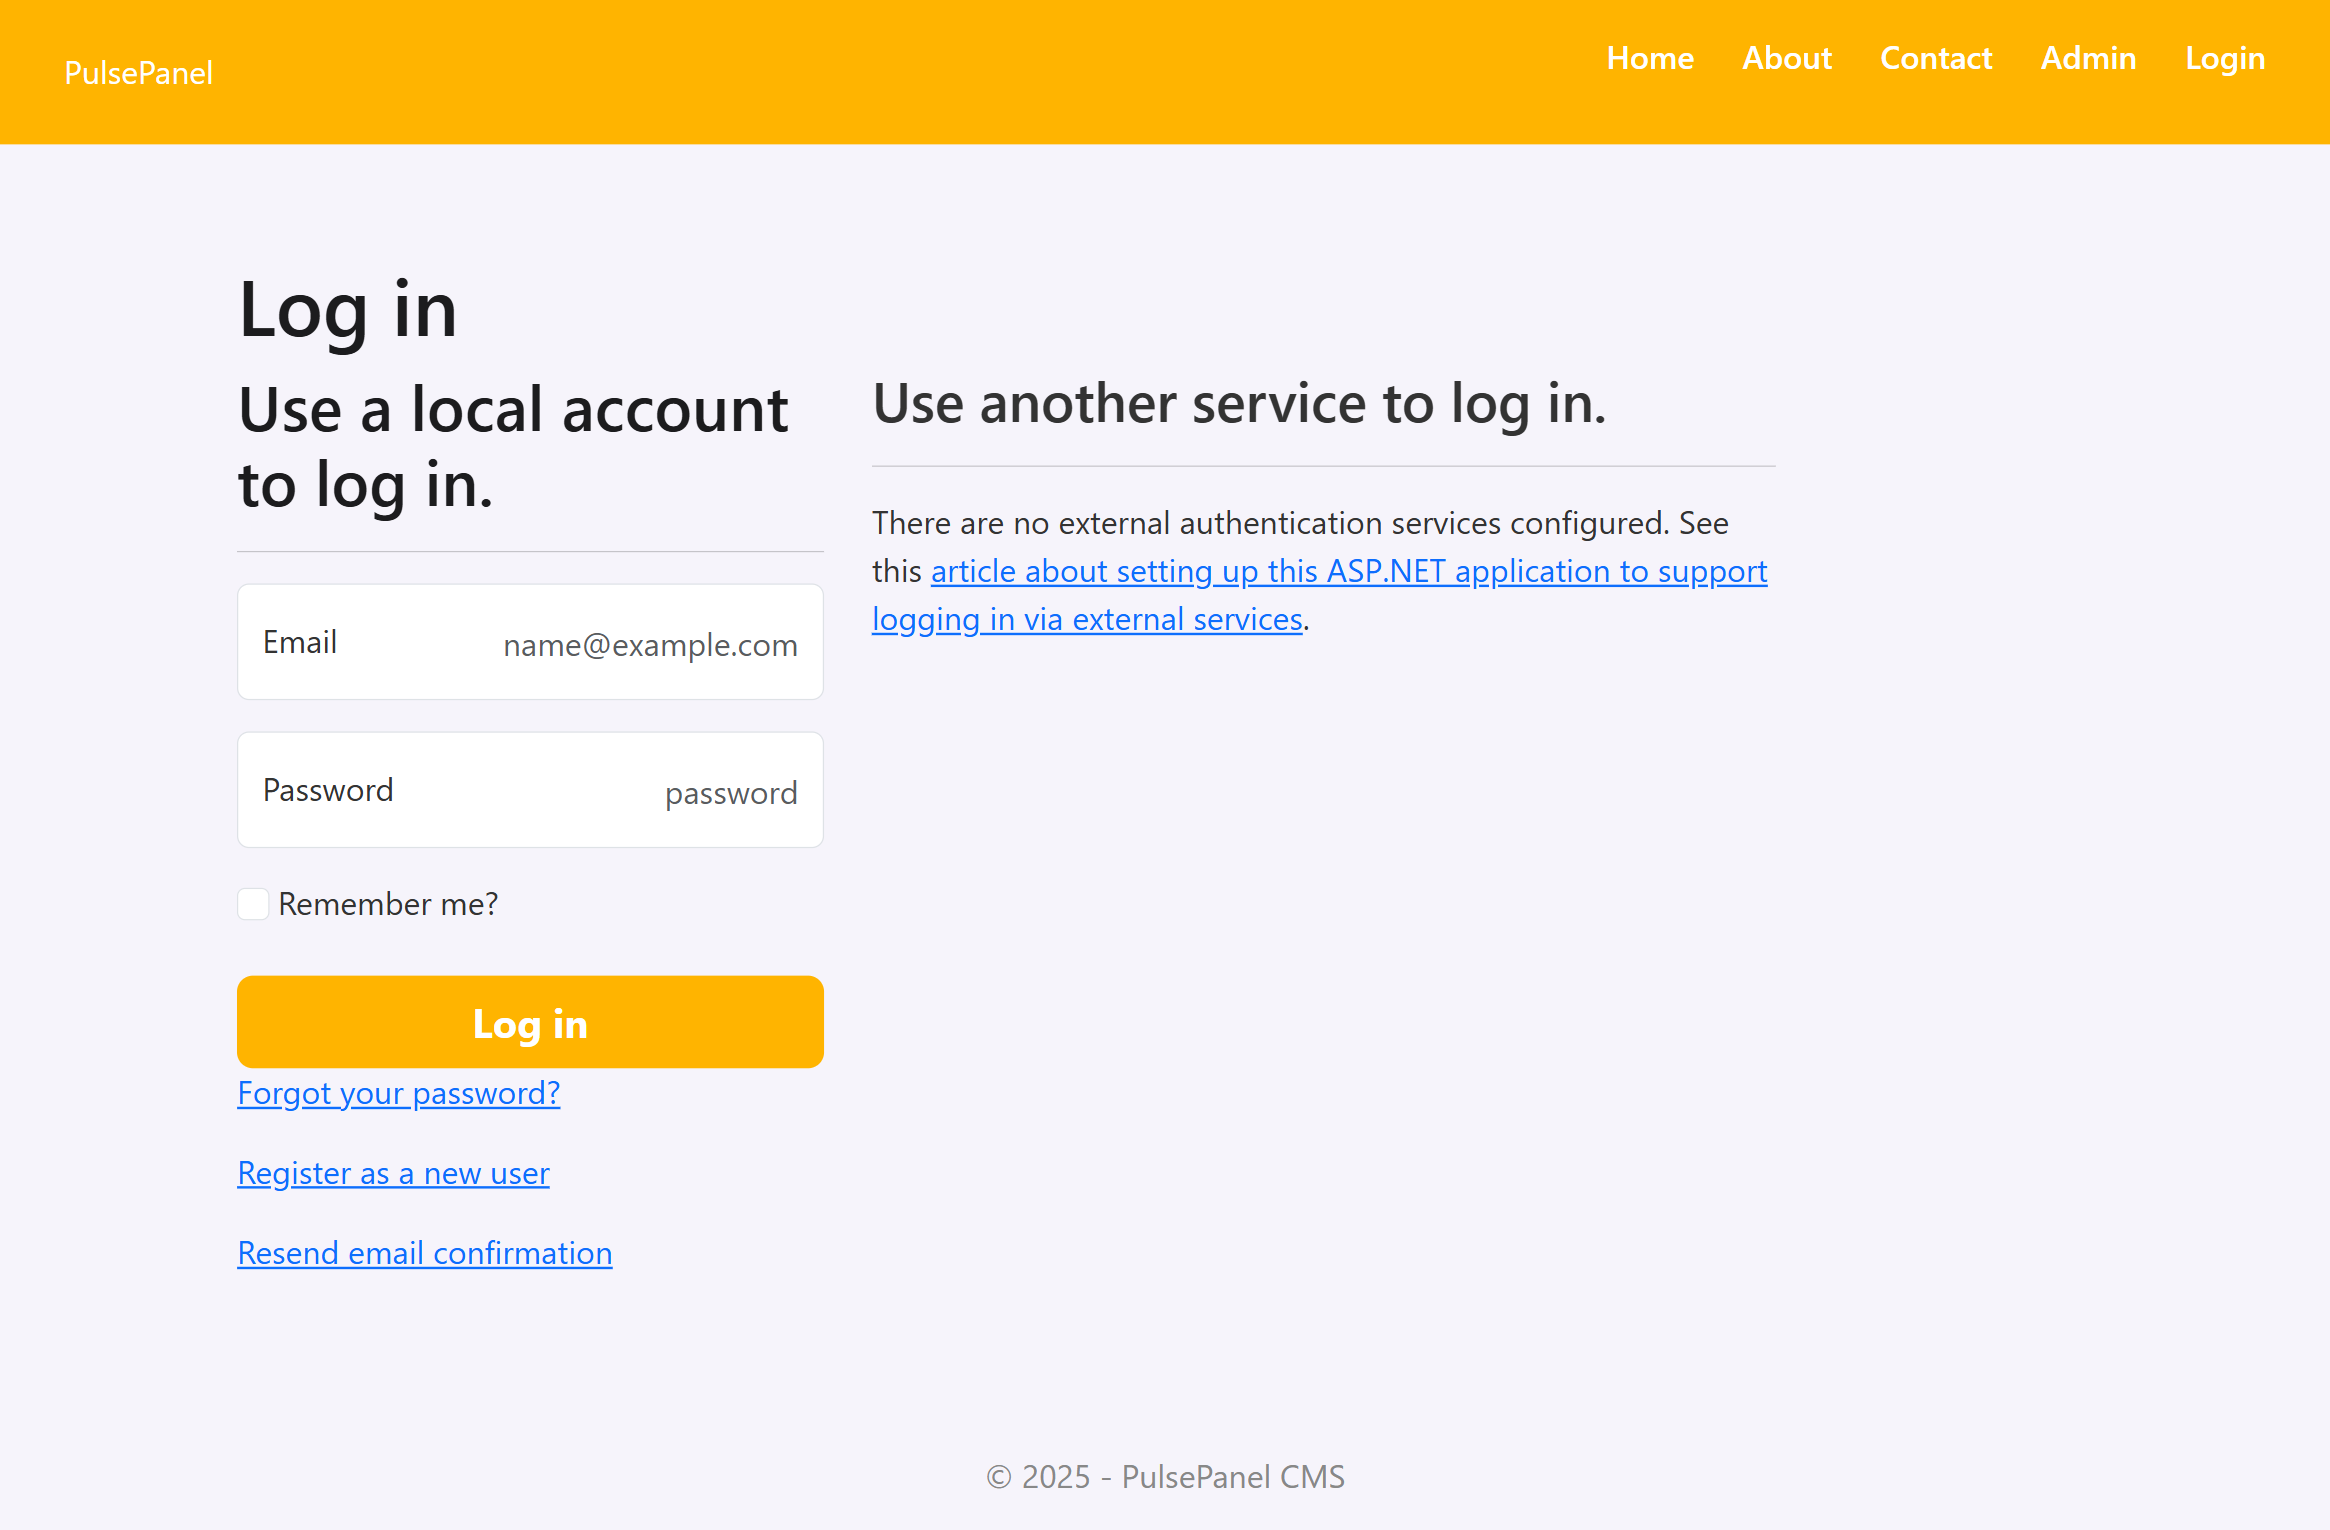 PulsePanel
Home
About
Contact
Admin
Login
Log in
Use a local account
to log in.
Email
name@example.com
Password
password
Remember me?
Log in
Forgot your password?
Register as a new user
Resend email confirmation
Use another service to log in.
There are no external authentication services configured. See
this article about setting up this ASP.NET application to support
logging in via external services.
© 2025 - PulsePanel CMS